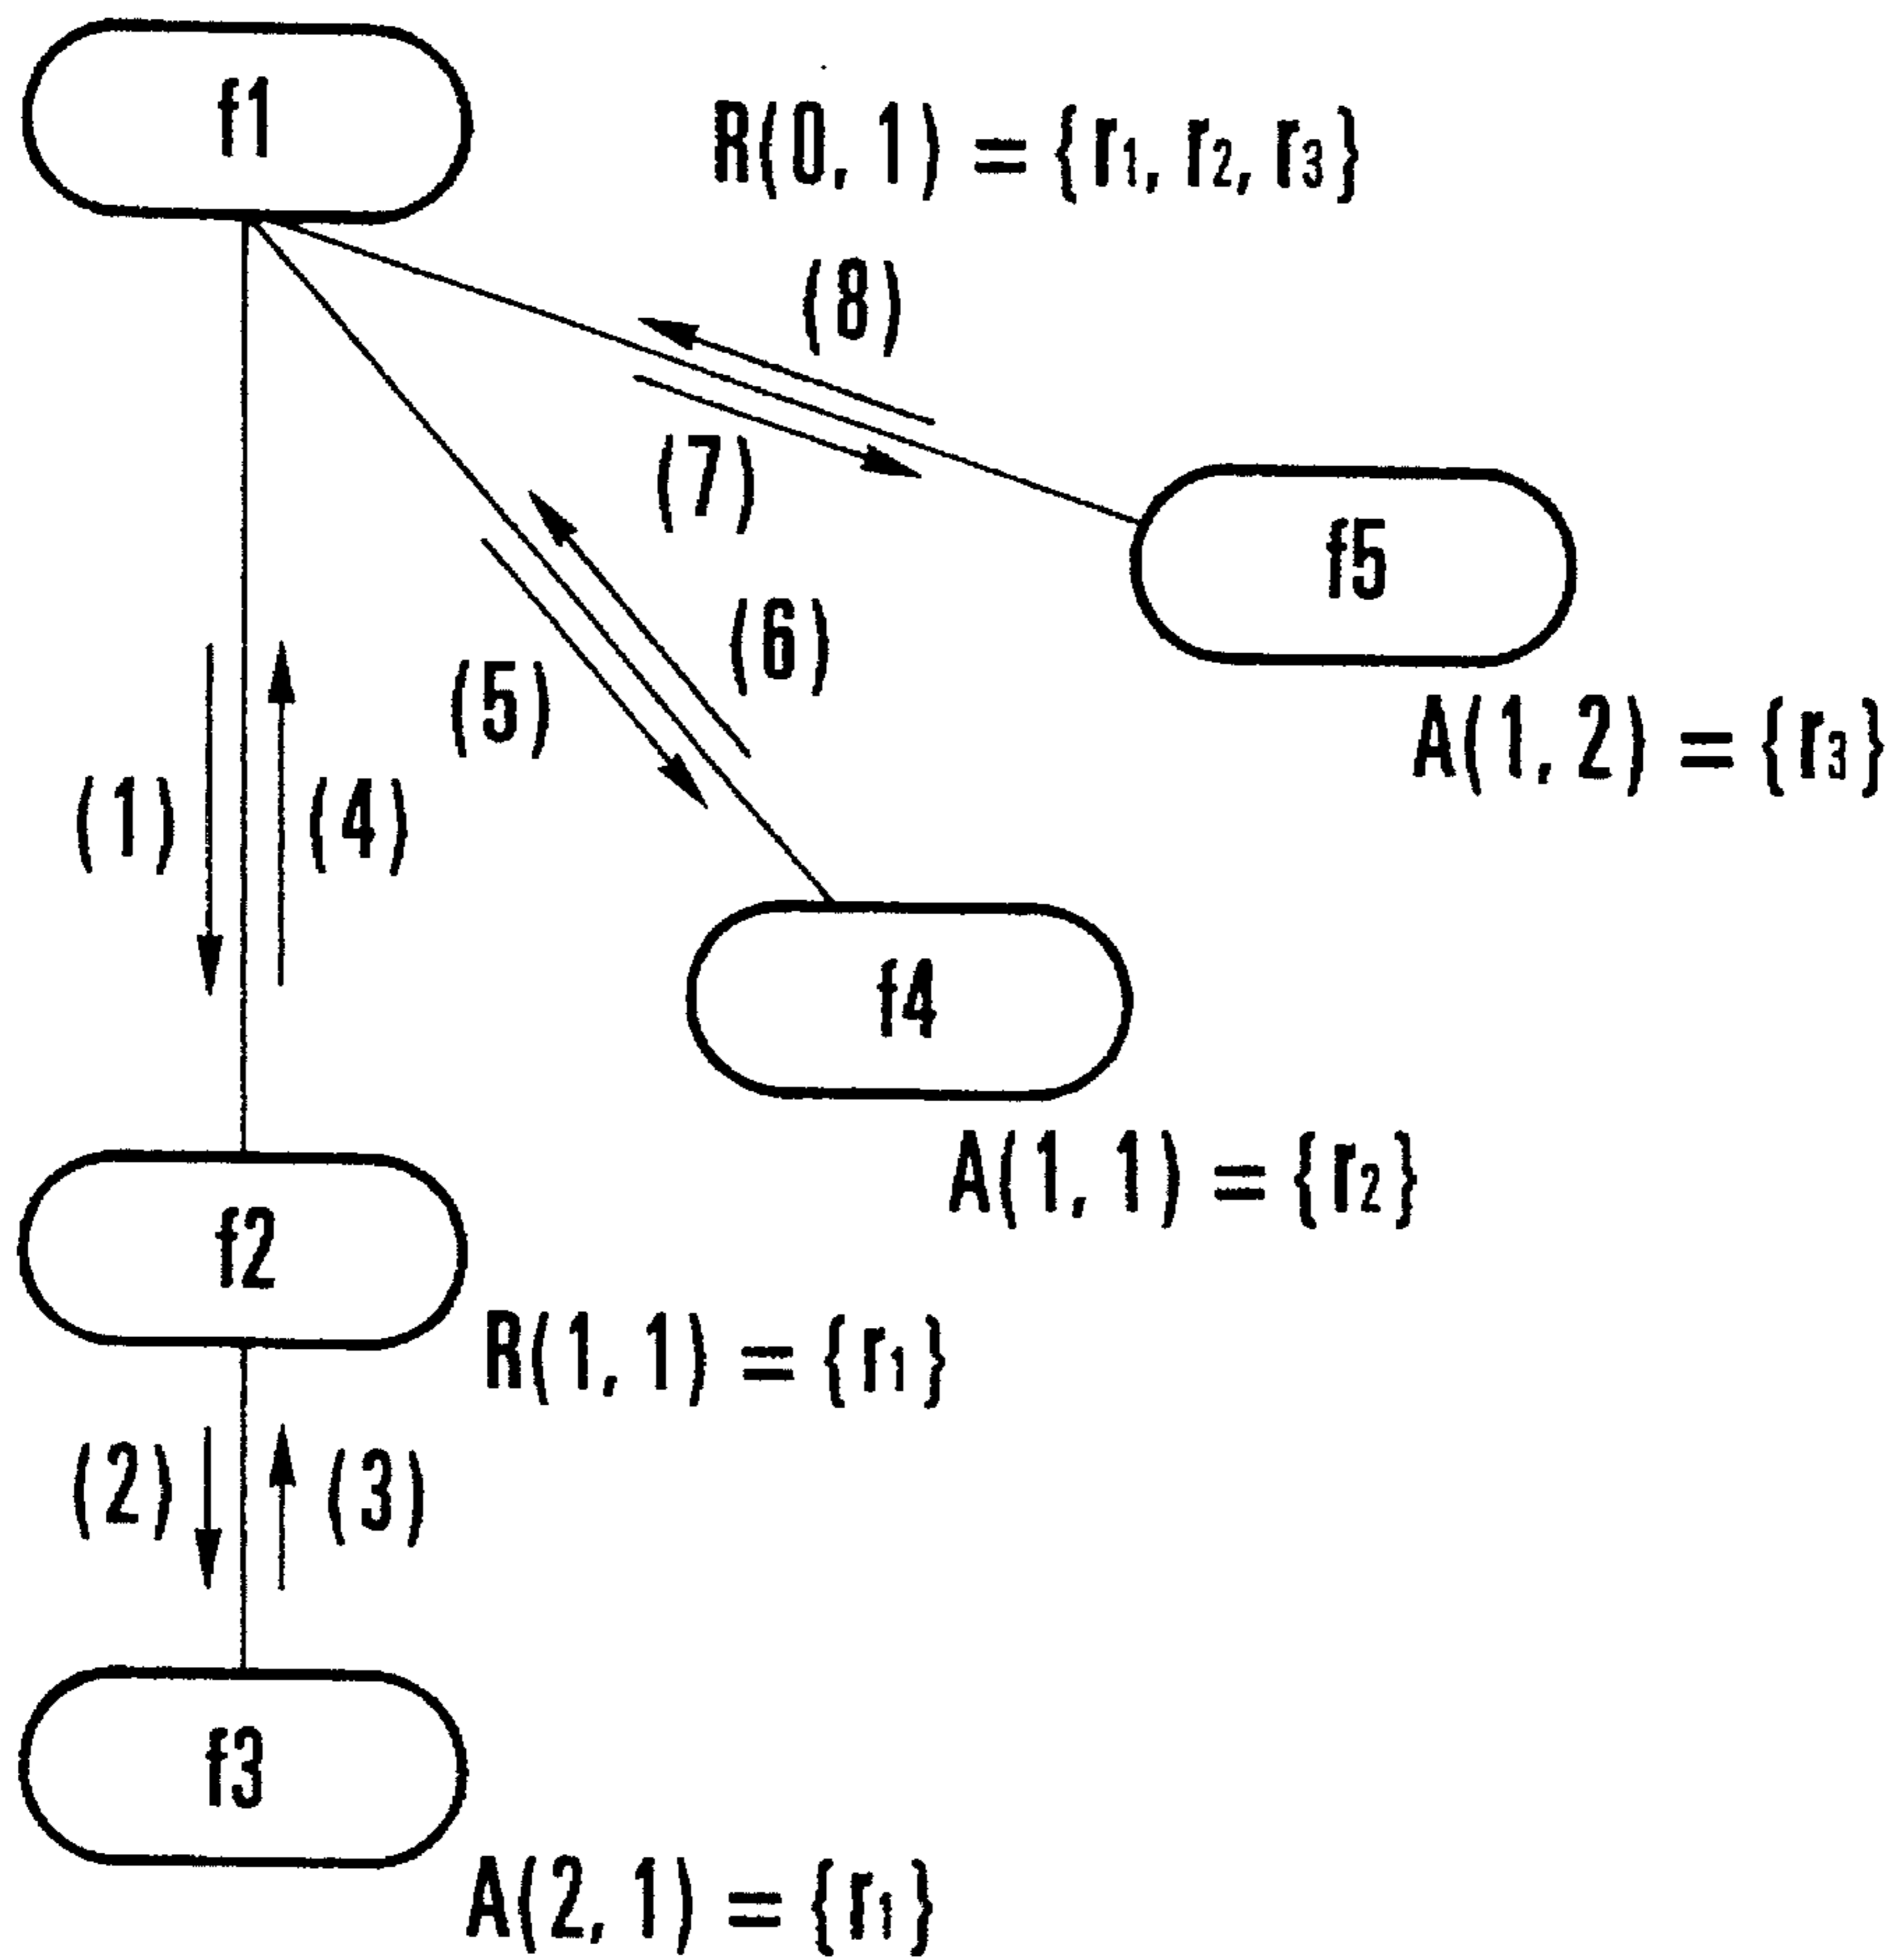 f1
R(0, 1) = {r₁, r₂, r₃}
(8)
(7)
f5
(6)
(5)
A(1, 2) = {r₃}
(1)
(4)
f4
A(1, 1) = {r₂}
f2
R(1, 1) = {r₁}
(2)
(3)
f3
A(2, 1) = {r₁}